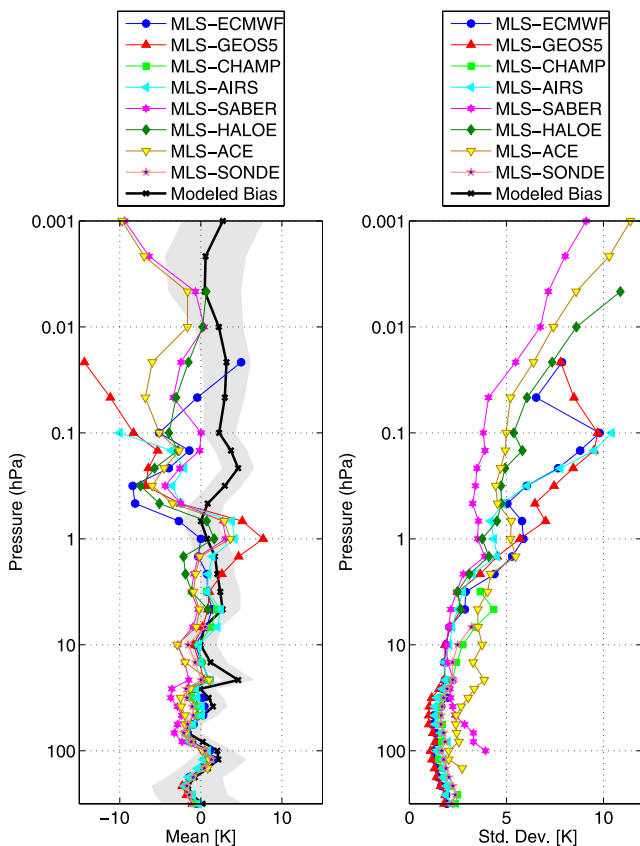 MLS−ECMWF
MLS−GEOS5
MLS−CHAMP
MLS−AIRS
MLS−SABER
MLS−HALOE
MLS−ACE
MLS−SONDE
Modeled Bias
0.001
0.01
0.1
1
10
100
Pressure (hPa)
−10
0
10
Mean [K]
MLS−ECMWF
MLS−GEOS5
MLS−CHAMP
MLS−AIRS
MLS−SABER
MLS−HALOE
MLS−ACE
MLS−SONDE
Modeled Bias
0.001
0.01
0.1
1
10
100
Pressure (hPa)
0
5
10
Std. Dev. [K]